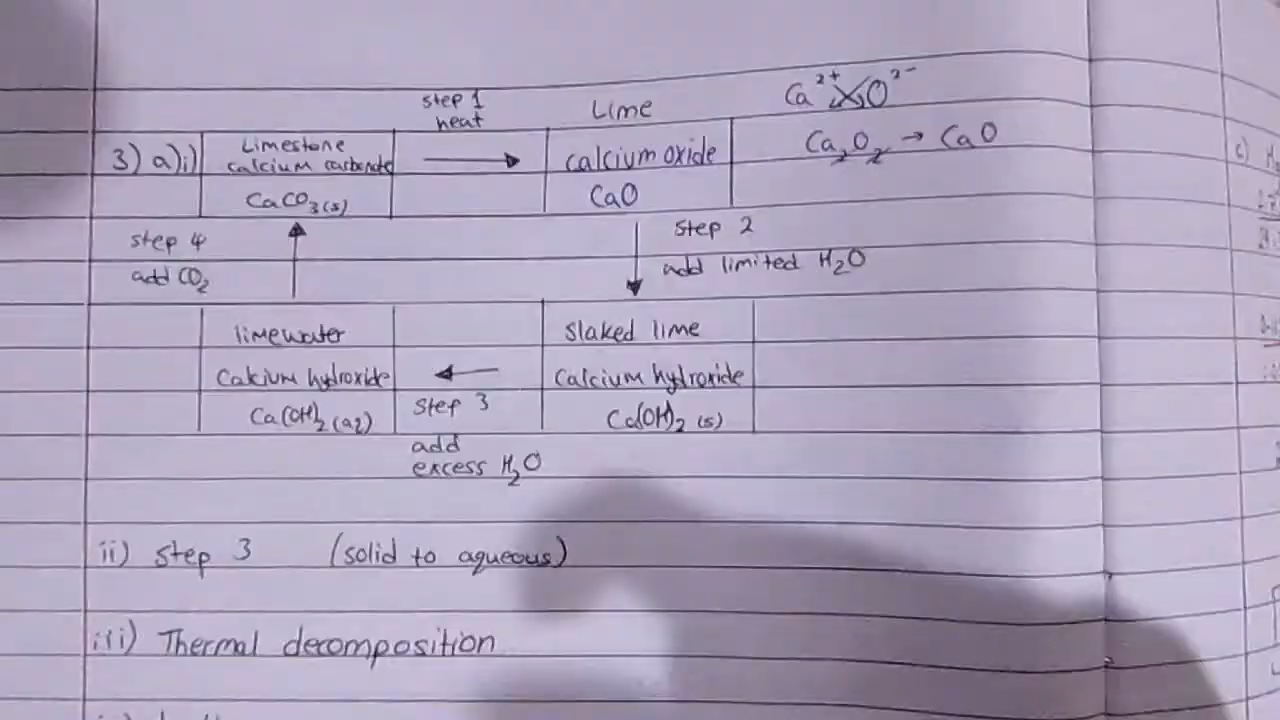 step 1
heat
Lime
Ca²⁺ O²⁻
3) a) i) Limestone
calcium carbonate
CaCO₃(s)
calcium oxide
CaO
Ca₂O₂ → CaO
step 4
add CO₂
step 2
add limited H₂O
limewater
Calcium hydroxide
Ca(OH)₂ (aq)
step 3
add
excess H₂O
slaked lime
Calcium hydroxide
Ca(OH)₂ (s)
ii) step 3 (solid to aqueous)
iii) Thermal decomposition
c)